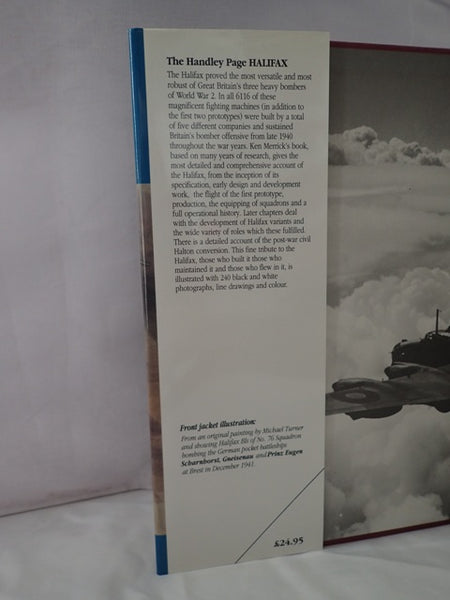 The Handley Page HALIFAX
The Halifax proved the most versatile and most
robust of Great Britain's three heavy bombers
of World War 2. In all 6116 of these
magnificent fighting machines (in addition to
the first two prototypes) were built by a total
of five different companies and sustained
Britain's bomber offensive from late 1940
throughout the war years. Ken Merrick's book,
based on many years of research, gives the
most detailed and comprehensive account of
the Halifax, from the inception of its
specification, early design and development
work, the flight of the first prototype,
production, the equipping of squadrons and a
full operational history. Later chapters deal
with the development of Halifax variants and
the wide variety of roles which these fulfilled.
There is a detailed account of the post-war civil
Halton conversion. This fine tribute to the
Halifax, those who built it those who
maintained it and those who flew in it, is
illustrated with 240 black and white
photographs, line drawings and colour.
Front jacket illustration:
From an original painting by Michael Turner
and showing Halifax BIs of No. 76 Squadron
bombing the German pocket battleships
Scharnhorst, Gneisenau and Prinz Eugen
at Brest in December 1941.
£24.95